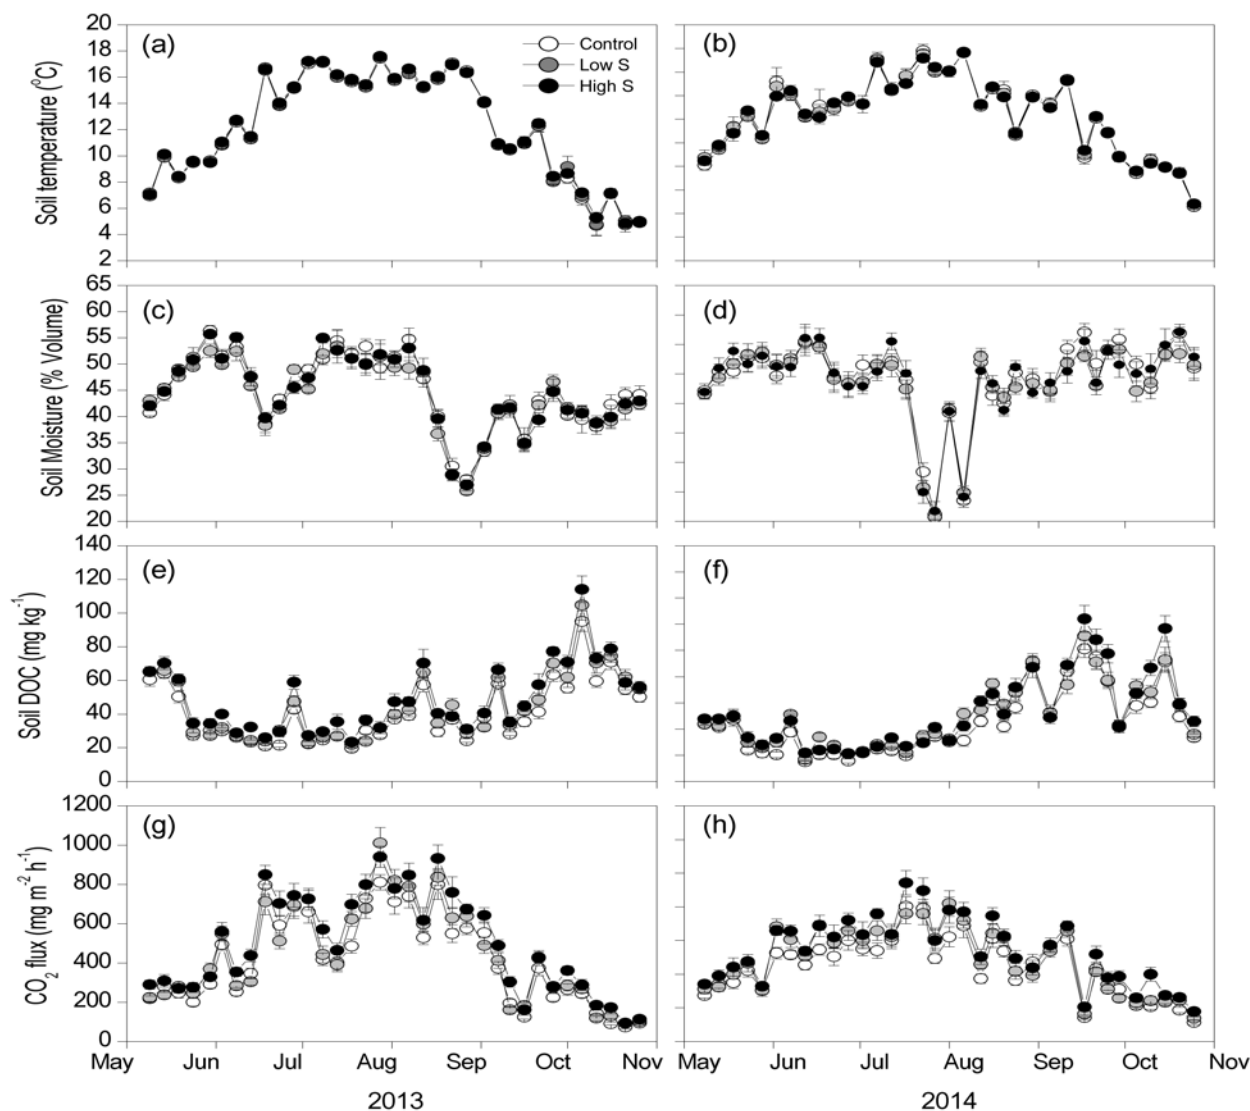 (a)
Control
Low S
High S
(b)
Soil temperature (⁰C)
20
18
16
14
12
10
8
6
4
2
(c)
(d)
Soil Moisture (% Volume)
65
60
55
50
45
40
35
30
25
20
(e)
(f)
Soil DOC (mg kg⁻¹)
140
120
100
80
60
40
20
0
(g)
(h)
CO₂ flux (mg m⁻² h⁻¹)
1200
1000
800
600
400
200
0
May Jun Jul Aug Sep Oct May Jun Jul Aug Sep Oct Nov
2013 2014